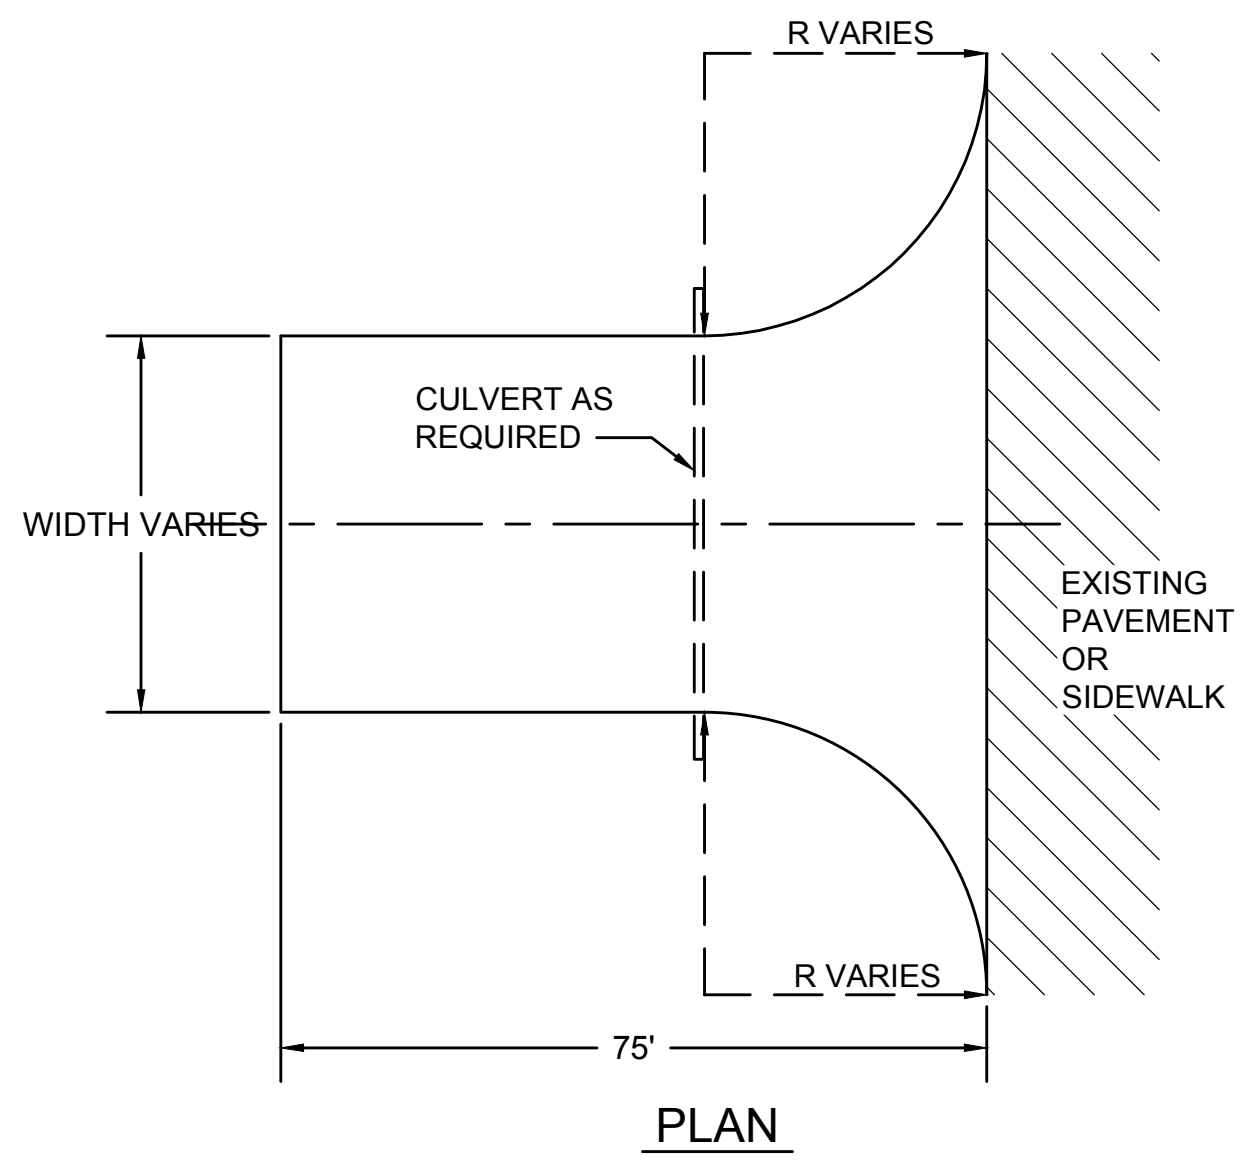 R VARIES
CULVERT AS
REQUIRED
WIDTH VARIES
EXISTING
PAVEMENT
OR
SIDEWALK
R VARIES
75'
PLAN